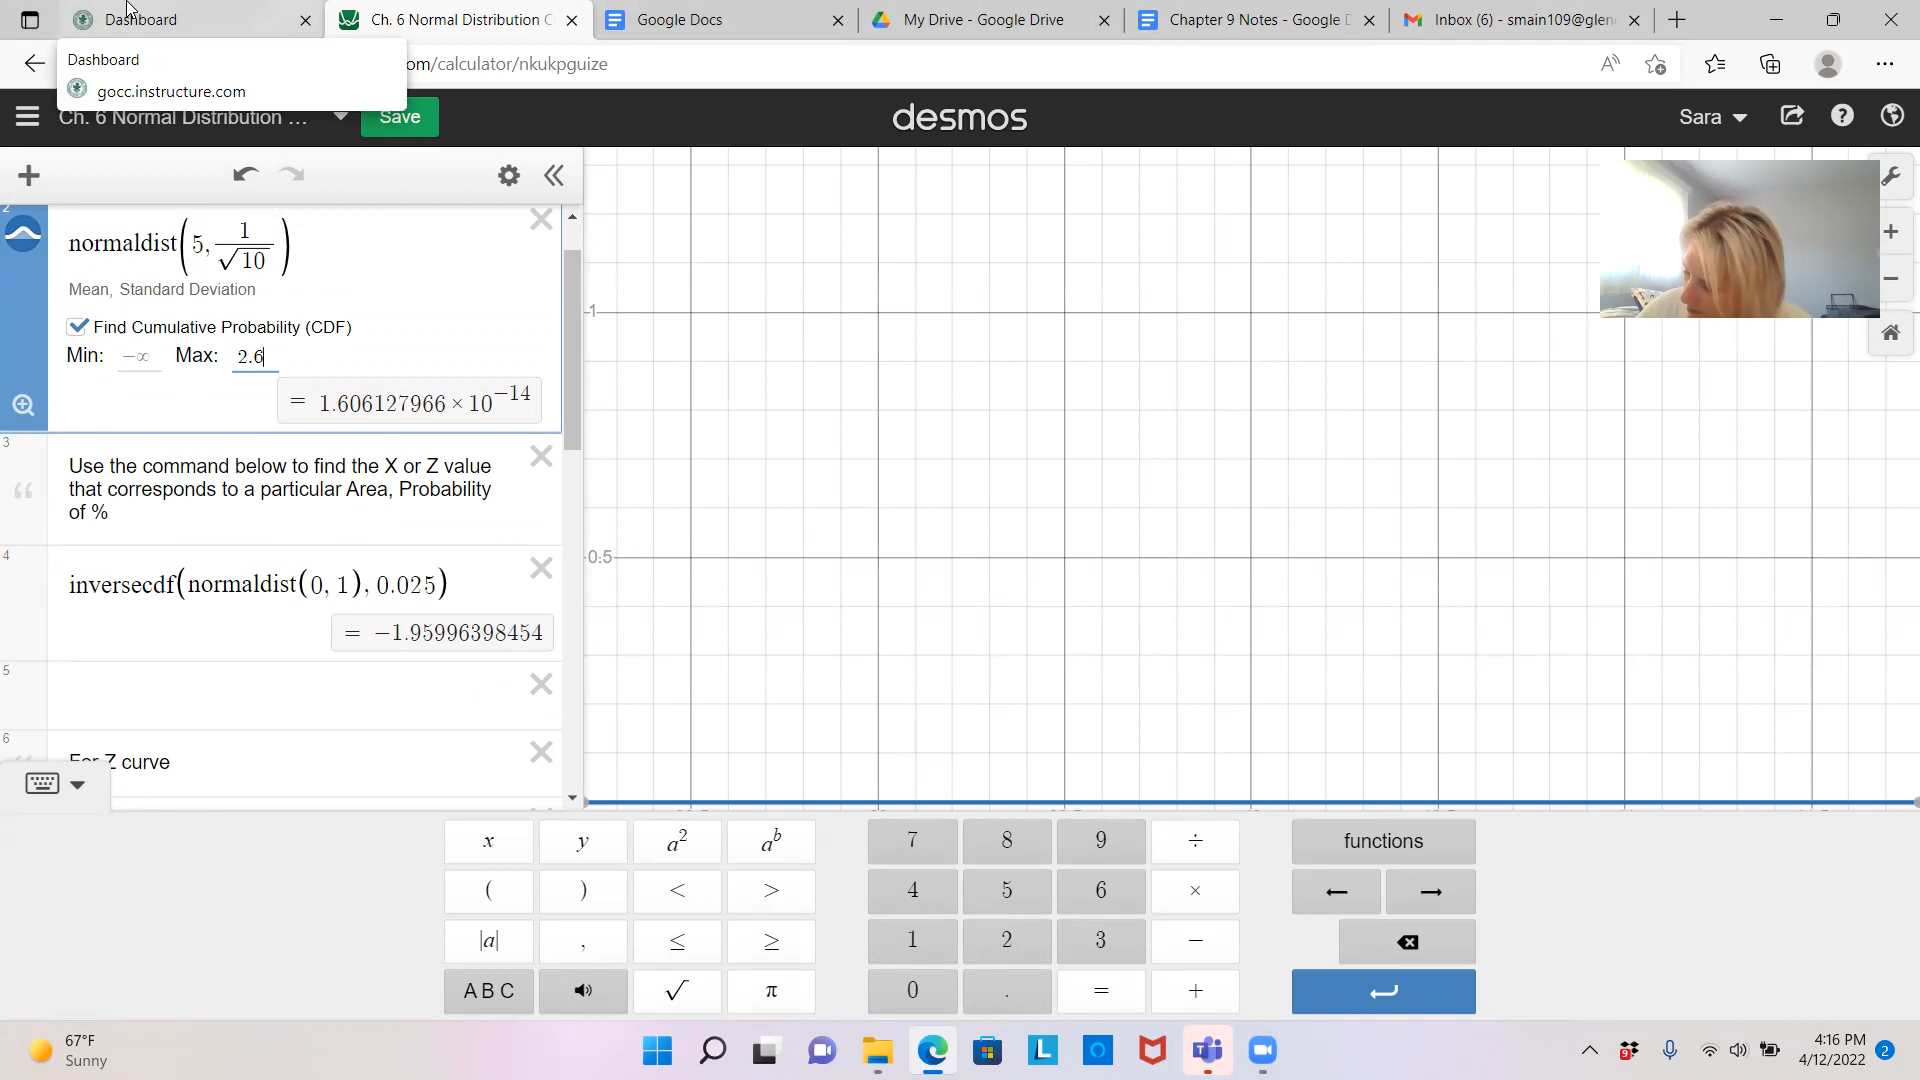 Dashboard
Ch. 6 Normal Distribution C
Google Docs
My Drive - Google Drive
Chapter 9 Notes - Google D
Inbox (6) - smain109@glen
Dashboard
gocc.instructure.com
om/calculator/nkukpguize
Ch. 6 Normal Distribution ...
Save
desmos
Sara
2
normaldist(5, 1/√10)
Mean, Standard Deviation
Find Cumulative Probability (CDF)
Min: −∞ Max: 2.6
= 1.606127966 × 10^−14
3
Use the command below to find the X or Z value
that corresponds to a particular Area, Probability
of %
4
inversecdf(normaldist(0, 1), 0.025)
= −1.95996398454
5
6
For Z curve
1
0.5
x y a² aᵇ 7 8 9 ÷ functions
( ) < > 4 5 6 × ← →
|a| , ≤ ≥ 1 2 3 −
A B C √ π 0 . = +
67°F
Sunny
4:16 PM
4/12/2022
2
9